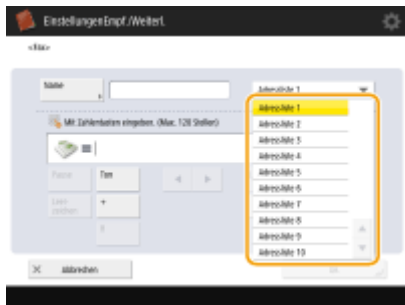 Einstellungen Empf./Weiterl.
<Fax>
Name
Adressliste 1
Mit Zahlentasten eingeben. (Max. 120 Stellen)
=
Pause
Ton
Leer-
zeichen
+
R
Adressliste 1
Adressliste 2
Adressliste 3
Adressliste 4
Adressliste 5
Adressliste 6
Adressliste 7
Adressliste 8
Adressliste 9
Adressliste 10
Abbrechen
OK